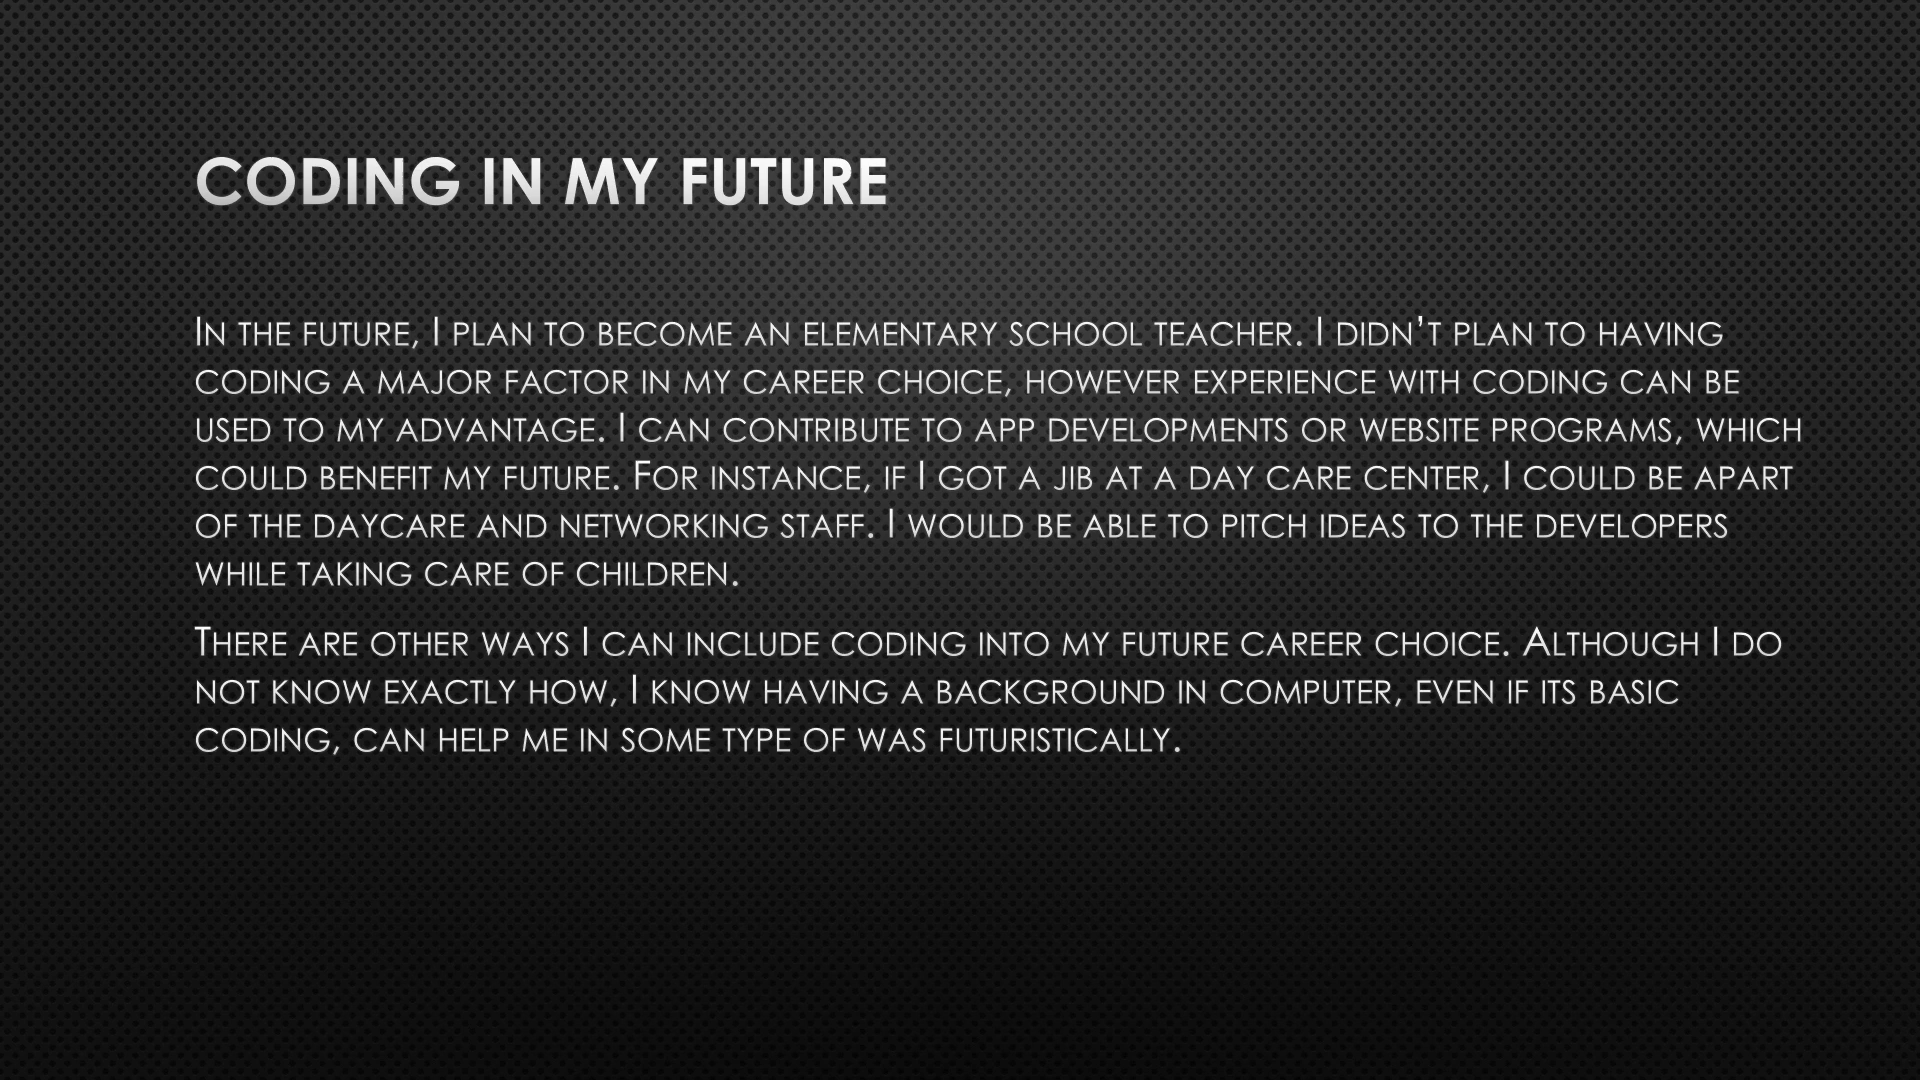 CODING IN MY FUTURE
IN THE FUTURE, I PLAN TO BECOME AN ELEMENTARY SCHOOL TEACHER. I DIDN’T PLAN TO HAVING
CODING A MAJOR FACTOR IN MY CAREER CHOICE, HOWEVER EXPERIENCE WITH CODING CAN BE
USED TO MY ADVANTAGE. I CAN CONTRIBUTE TO APP DEVELOPMENTS OR WEBSITE PROGRAMS, WHICH
COULD BENEFIT MY FUTURE. FOR INSTANCE, IF I GOT A JIB AT A DAY CARE CENTER, I COULD BE APART
OF THE DAYCARE AND NETWORKING STAFF. I WOULD BE ABLE TO PITCH IDEAS TO THE DEVELOPERS
WHILE TAKING CARE OF CHILDREN.
THERE ARE OTHER WAYS I CAN INCLUDE CODING INTO MY FUTURE CAREER CHOICE. ALTHOUGH I DO
NOT KNOW EXACTLY HOW, I KNOW HAVING A BACKGROUND IN COMPUTER, EVEN IF ITS BASIC
CODING, CAN HELP ME IN SOME TYPE OF WAS FUTURISTICALLY.